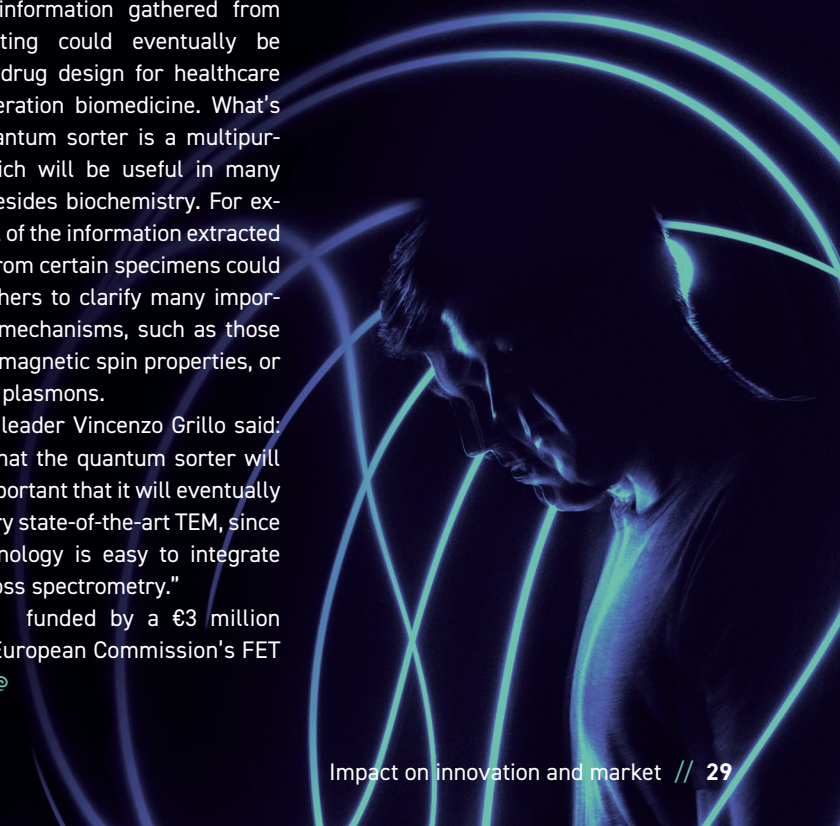 information gathered from
ting could eventually be
drug design for healthcare
eration biomedicine. What's
antum sorter is a multipur-
ich will be useful in many
esides biochemistry. For ex-
of the information extracted
rom certain specimens could
hers to clarify many impor-
mechanisms, such as those
magnetic spin properties, or
plasmons.
leader Vincenzo Grillo said:
hat the quantum sorter will
portant that it will eventually
ry state-of-the-art TEM, since
nology is easy to integrate
oss spectrometry.”
funded by a €3 million
European Commission's FET
Impact on innovation and market // 29